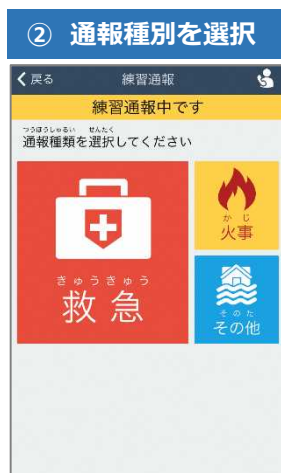 ② 通報種別を選択
戻る 練習通報
練習通報中です
つうほうしゅるい せんたく
通報種類を選択してください
きゅうきゅう
救急
かじ
火事
そのた
その他